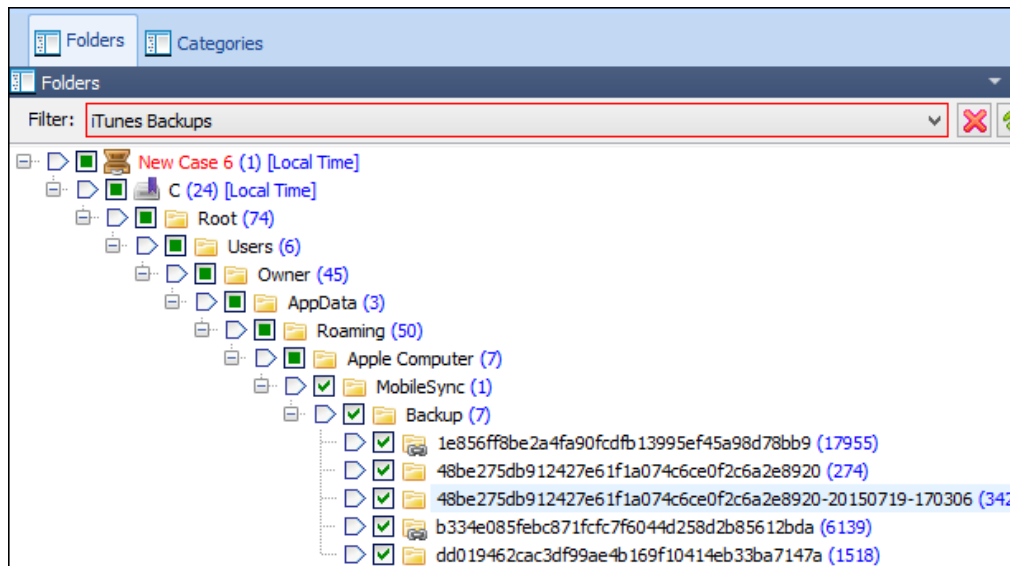 Folders Categories
Folders
Filter: iTunes Backups
New Case 6 (1) [Local Time]
C (24) [Local Time]
Root (74)
Users (6)
Owner (45)
AppData (3)
Roaming (50)
Apple Computer (7)
MobileSync (1)
Backup (7)
1e856ff8be2a4fa90fcdfb13995ef45a98d78bb9 (17955)
48be275db912427e61f1a074c6ce0f2c6a2e8920 (274)
48be275db912427e61f1a074c6ce0f2c6a2e8920-20150719-170306 (342
b334e085febc871fcfc7f6044d258d2b85612bda (6139)
dd019462cac3df99ae4b169f10414eb33ba7147a (1518)